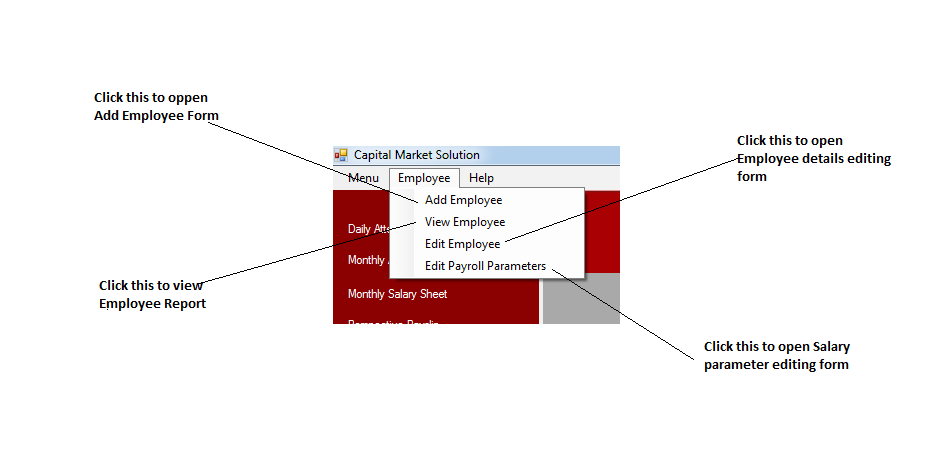 Click this to oppen
Add Employee Form
Click this to open
Employee details editing
form
Capital Market Solution
Menu Employee Help
Add Employee
View Employee
Edit Employee
Edit Payroll Parameters
Daily
Monthly
Monthly Salary Sheet
Click this to view
Employee Report
Click this to open Salary
parameter editing form